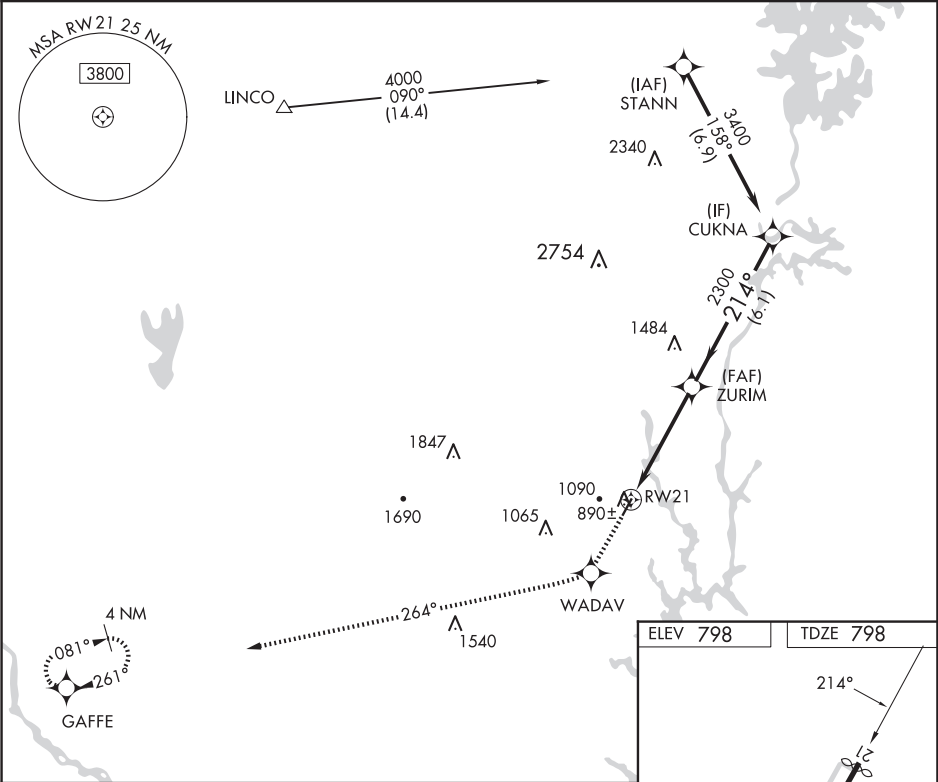 MSA RW21 25 NM
3800
LINCO
4000
090°
(14.4)
(IAF)
STANN
3400
158°
(6.9)
2340
(IF)
CUKNA
2754
2300
214°
(6.1)
1484
(FAF)
ZURIM
1847
1690
1090
890±
RW21
1065
WADAV
264°
1540
4 NM
081°
261°
GAFFE
ELEV 798
TDZE 798
214°
21